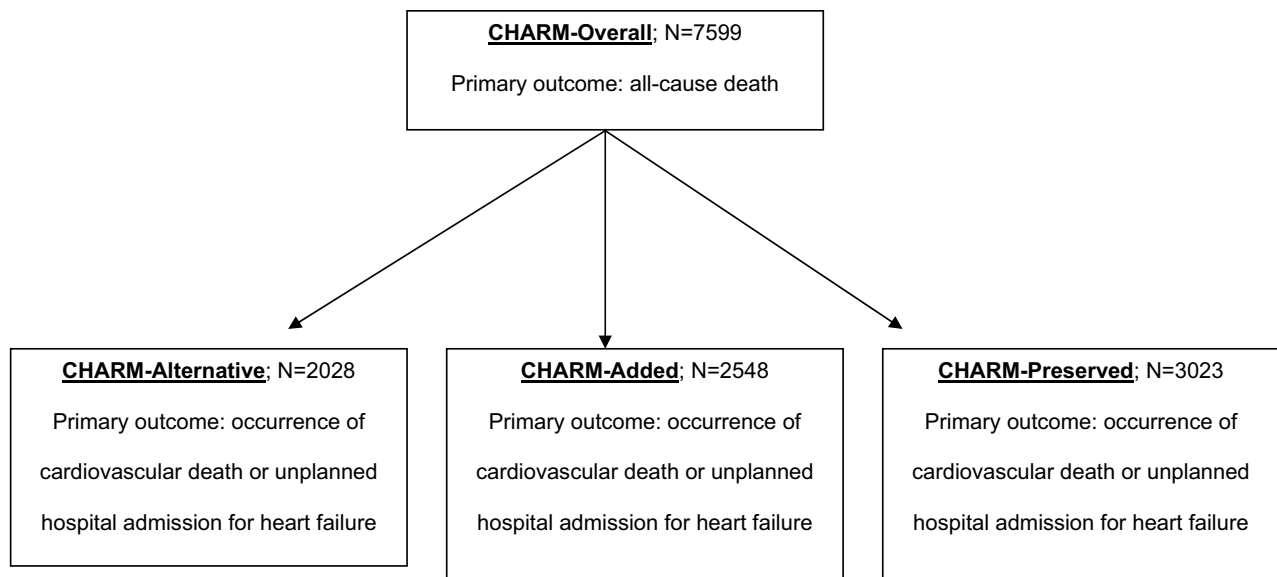 CHARM-Overall; N=7599
Primary outcome: all-cause death
CHARM-Alternative; N=2028
Primary outcome: occurrence of
cardiovascular death or unplanned
hospital admission for heart failure
CHARM-Added; N=2548
Primary outcome: occurrence of
cardiovascular death or unplanned
hospital admission for heart failure
CHARM-Preserved; N=3023
Primary outcome: occurrence of
cardiovascular death or unplanned
hospital admission for heart failure